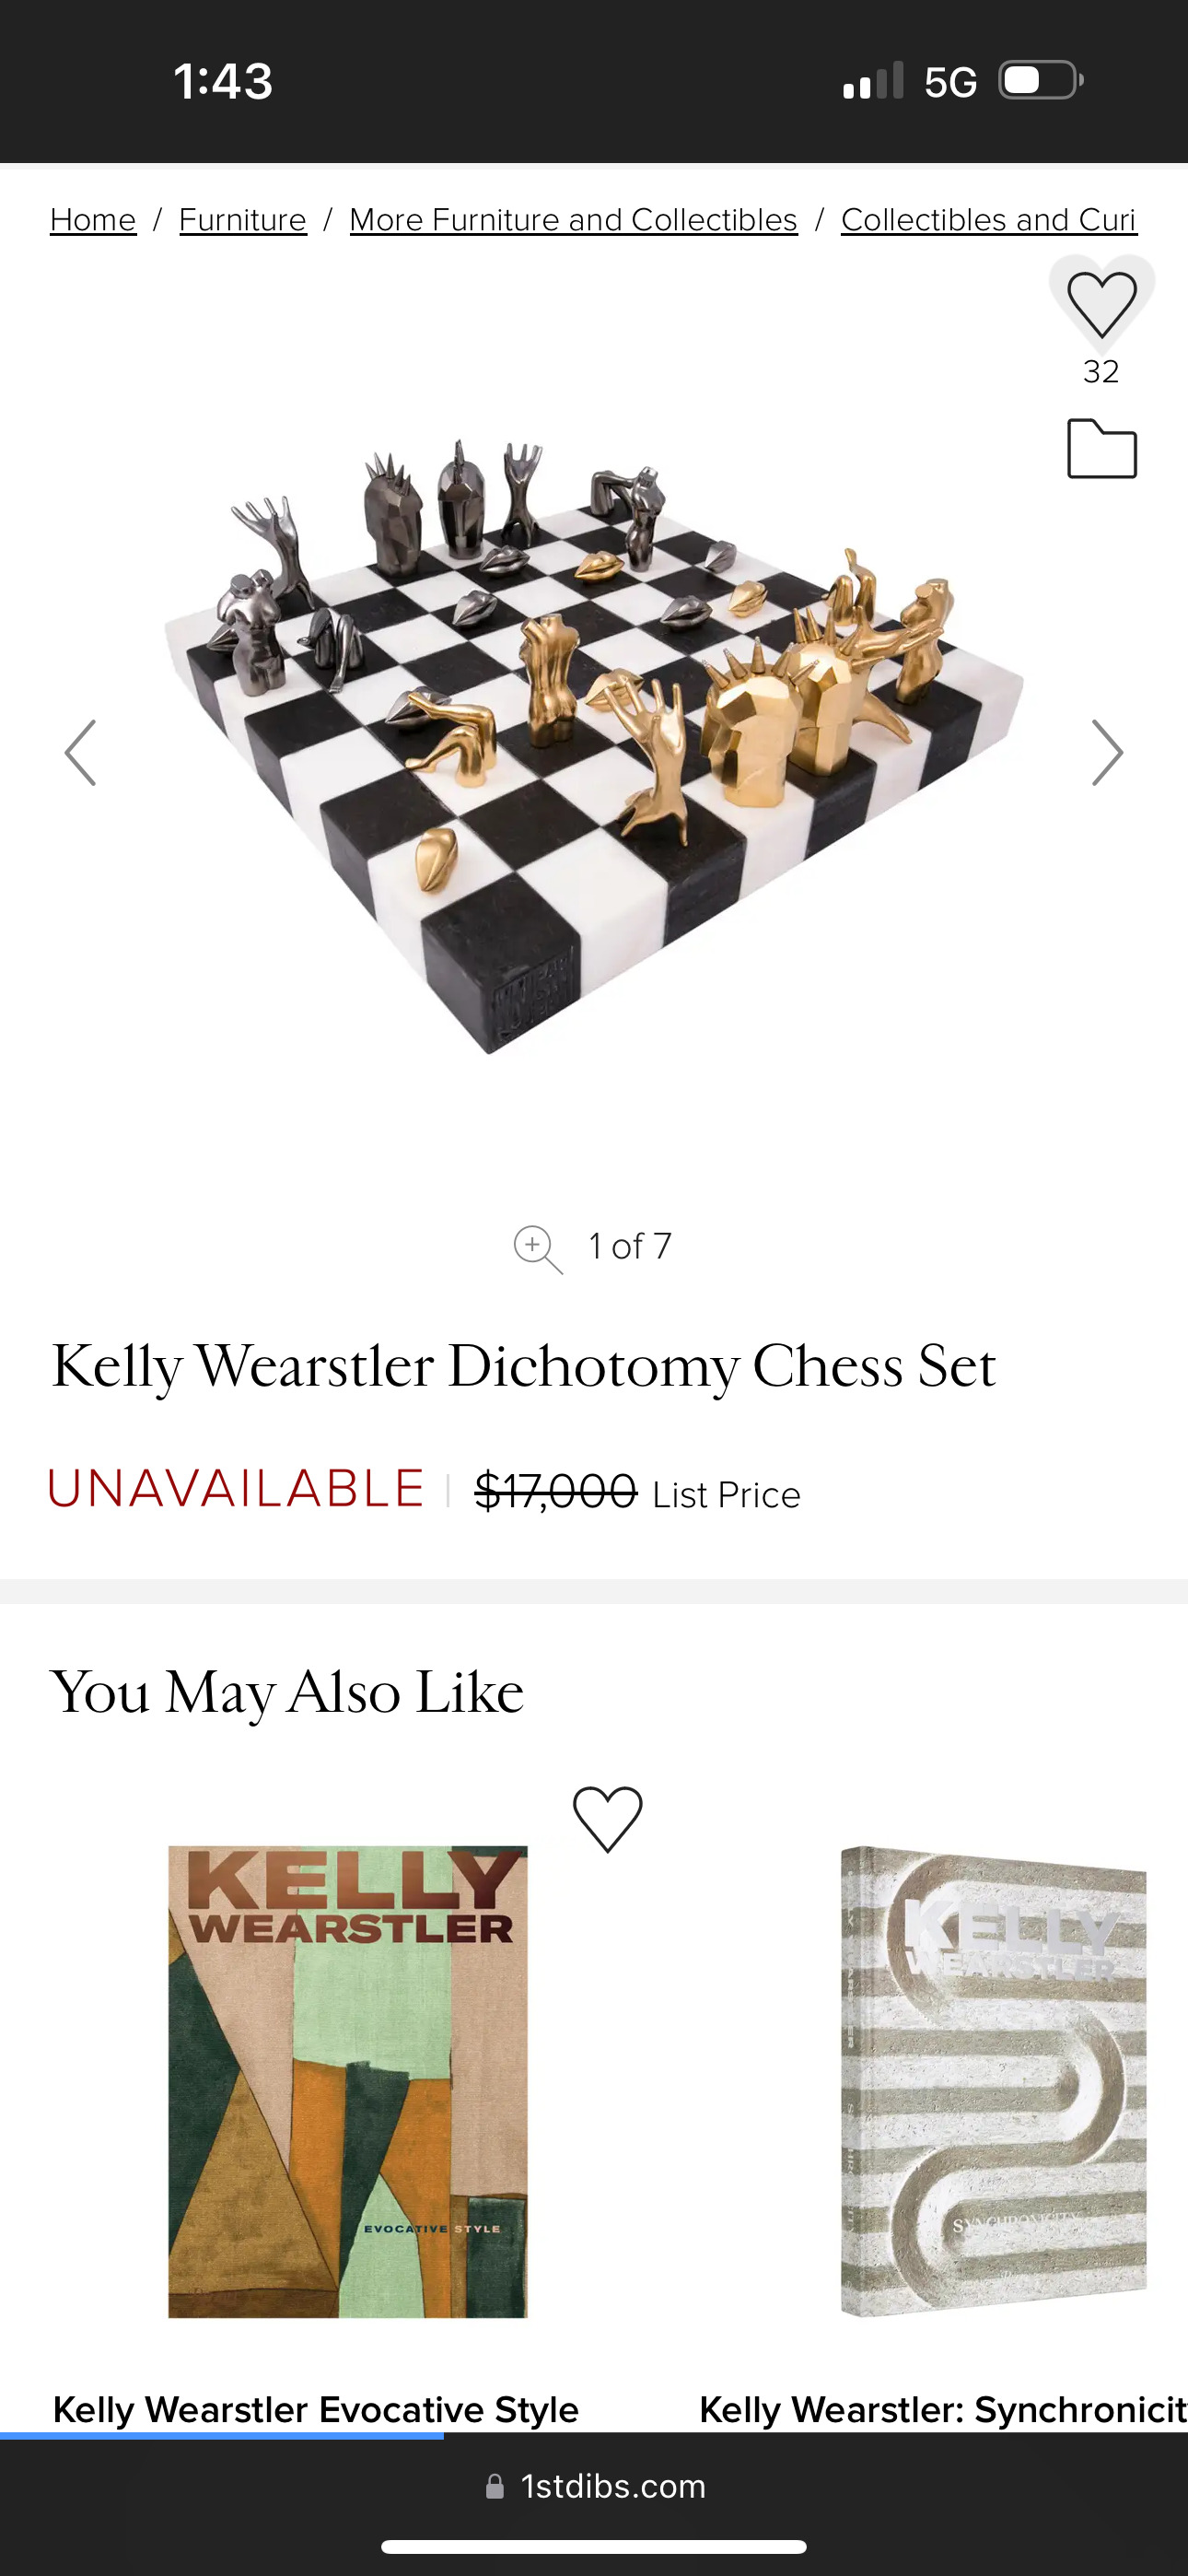 1:43 5G
Home / Furniture / More Furniture and Collectibles / Collectibles and Curi
32
1 of 7
Kelly Wearstler Dichotomy Chess Set
UNAVAILABLE | $17,000 List Price
You May Also Like
KELLY
WEARSTLER
EVOCATIVE STYLE
KELLY
WEARSTLER
SYNCHRONICITY
Kelly Wearstler Evocative Style
Kelly Wearstler: Synchronicit
1stdibs.com